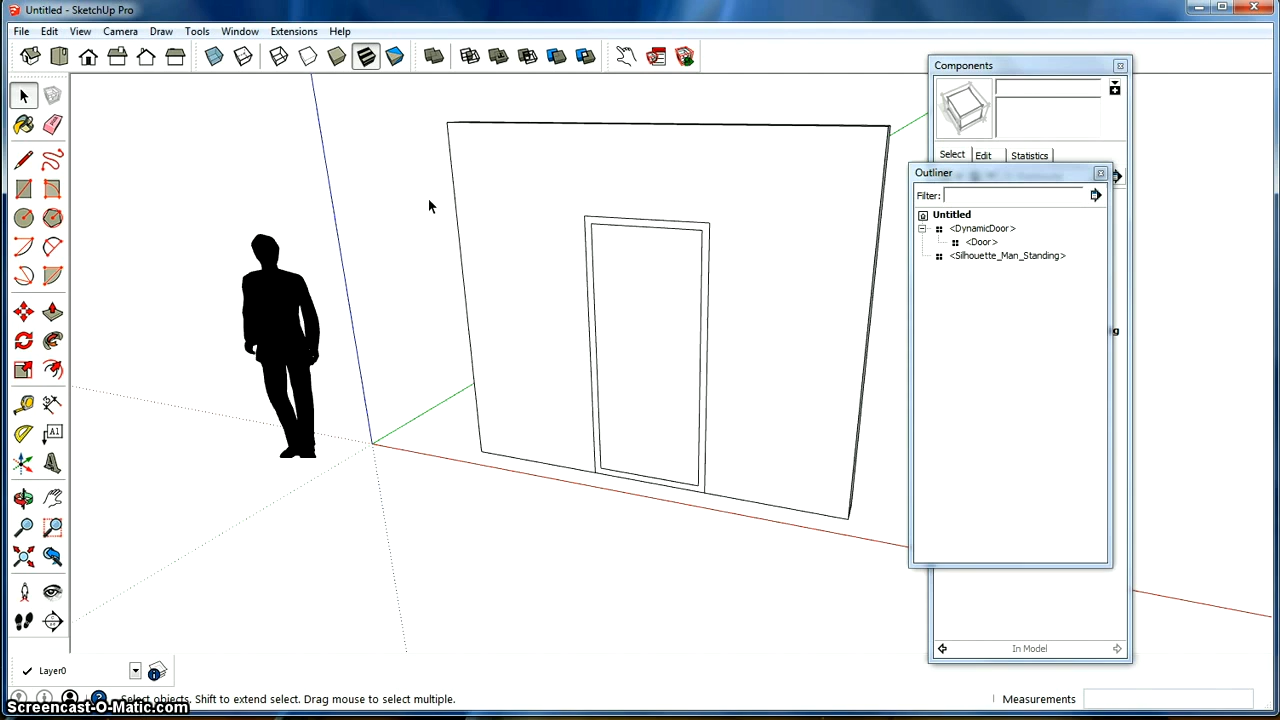 Untitled - SketchUp Pro
File Edit View Camera Draw Tools Window Extensions Help
Components
Select Edit Statistics
Outliner
Filter:
Untitled
<DynamicDoor>
<Door>
<Silhouette_Man_Standing>
g
A1
In Model
Layer0
Select objects. Shift to extend select. Drag mouse to select multiple.
Measurements
Screencast-O-Matic.com